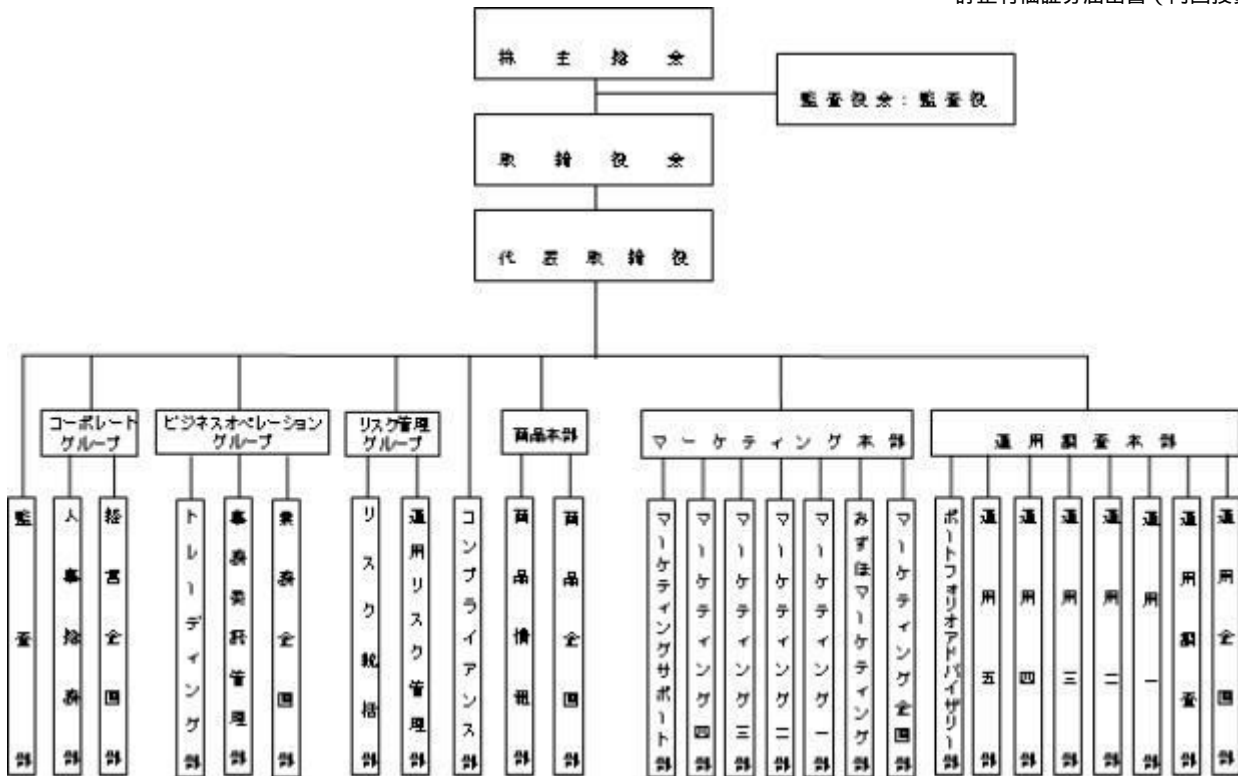 訂正有価証券届出書(内国投資
株主総会
監査役会:監査役
取締役会
代表取締役
コーポレート
グループ
ビジネスオペレーション
グループ
リスク管理
グループ
商品本部
マーケティング本部
運用調査本部
監査部
人事総務部
経営企画部
トレーディング部
事務委託管理部
業務企画部
リスク統括部
運用リスク管理部
コンプライアンス部
商品情報部
商品企画部
マーケティングサポート部
マーケティング四部
マーケティング三部
マーケティング二部
マーケティング一部
みずほマーケティング部
マーケティング企画部
ポートフォリオアドバイザリー部
運用五部
運用四部
運用三部
運用二部
運用一部
運用調査部
運用企画部